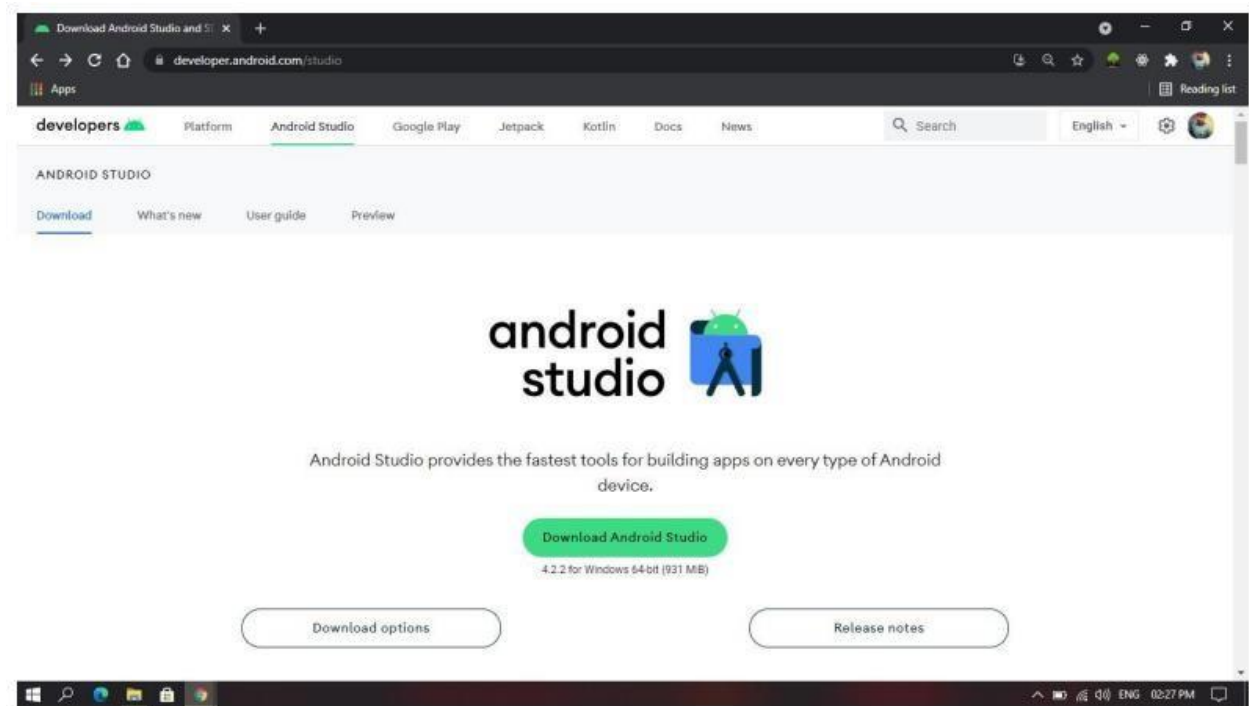 Download Android Studio and S
developer.android.com/studio
Apps
Reading list
developers
Platform
Android Studio
Google Play
Jetpack
Kotlin
Docs
News
Search
English
ANDROID STUDIO
Download
What's new
User guide
Preview
android
studio
Android Studio provides the fastest tools for building apps on every type of Android
device.
Download Android Studio
4.2.2 for Windows 64-bit (931 MiB)
Download options
Release notes
ENG
02:27 PM